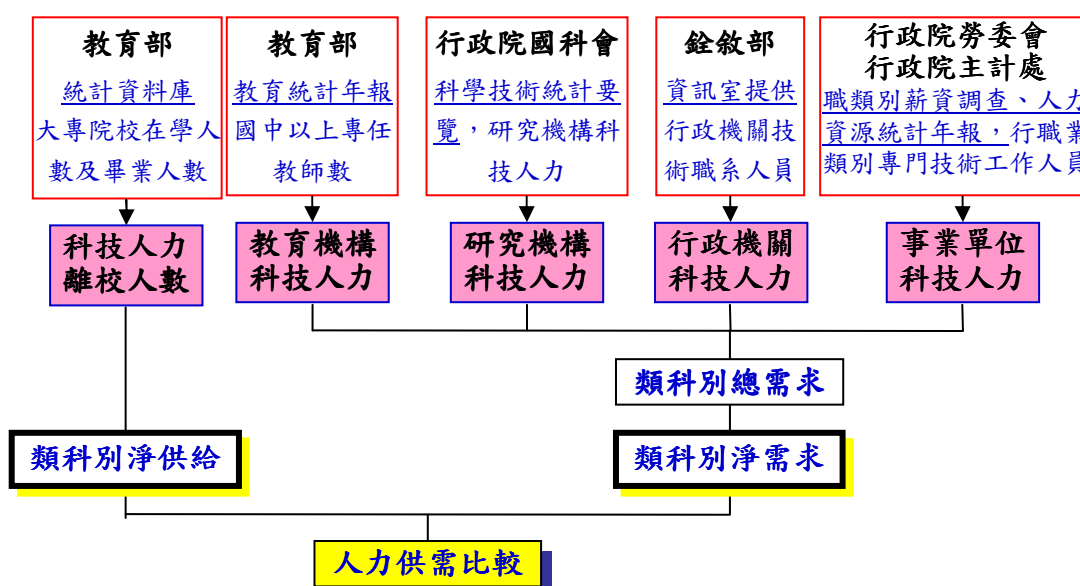 教育部
統計資料庫
大專院校在學人
數及畢業人數
教育部
教育統計年報
國中以上專任
教師數
行政院國科會
科學技術統計要
覽，研究機構科
技人力
銓敘部
資訊室提供
行政機關技
術職系人員
行政院勞委會
行政院主計處
職類別薪資調查、人力
資源統計年報，行職業
類別專門技術工作人員
科技人力
離校人數
教育機構
科技人力
研究機構
科技人力
行政機關
科技人力
事業單位
科技人力
類科別總需求
類科別淨供給
類科別淨需求
人力供需比較